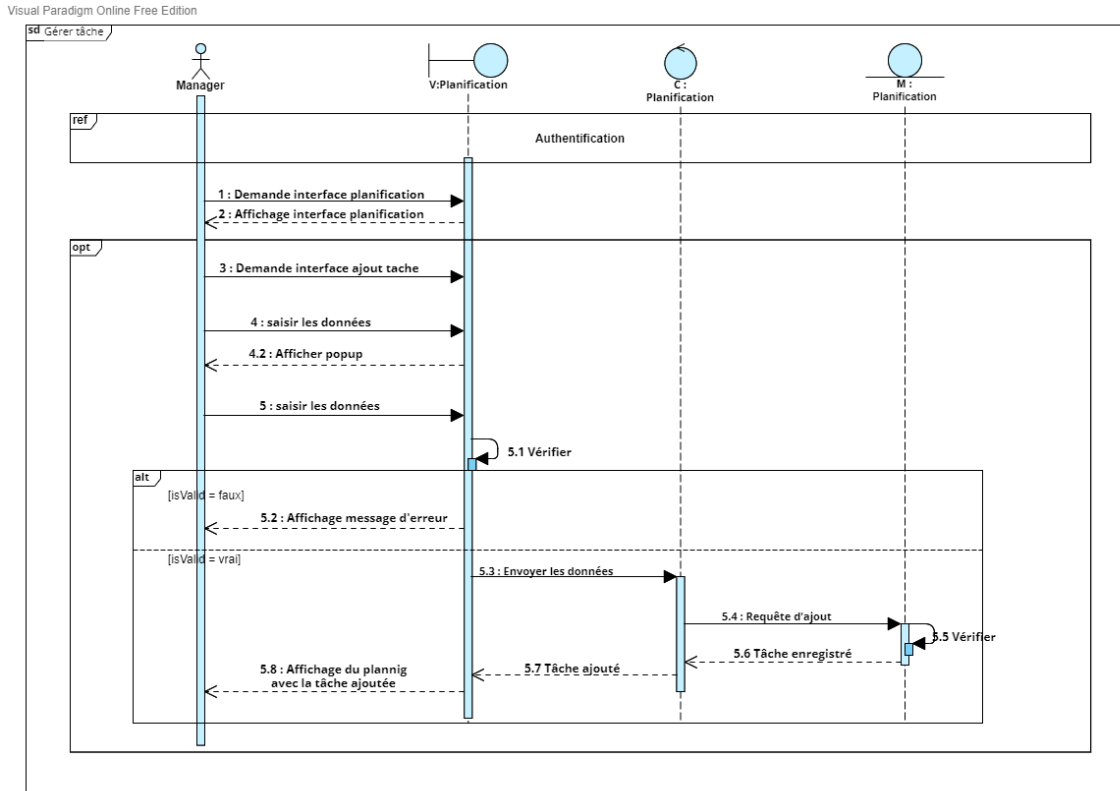 Visual Paradigm Online Free Edition
sd Gérer tâche
Manager
V:Planification
C :
Planification
M :
Planification
ref
Authentification
1 : Demande interface planification
2 : Affichage interface planification
opt
3 : Demande interface ajout tache
4 : saisir les données
4.2 : Afficher popup
5 : saisir les données
5.1 Vérifier
alt
[isValid = faux]
5.2 : Affichage message d'erreur
[isValid = vrai]
5.3 : Envoyer les données
5.4 : Requête d'ajout
5.5 Vérifier
5.6 Tâche enregistré
5.7 Tâche ajouté
5.8 : Affichage du plannig
avec la tâche ajoutée